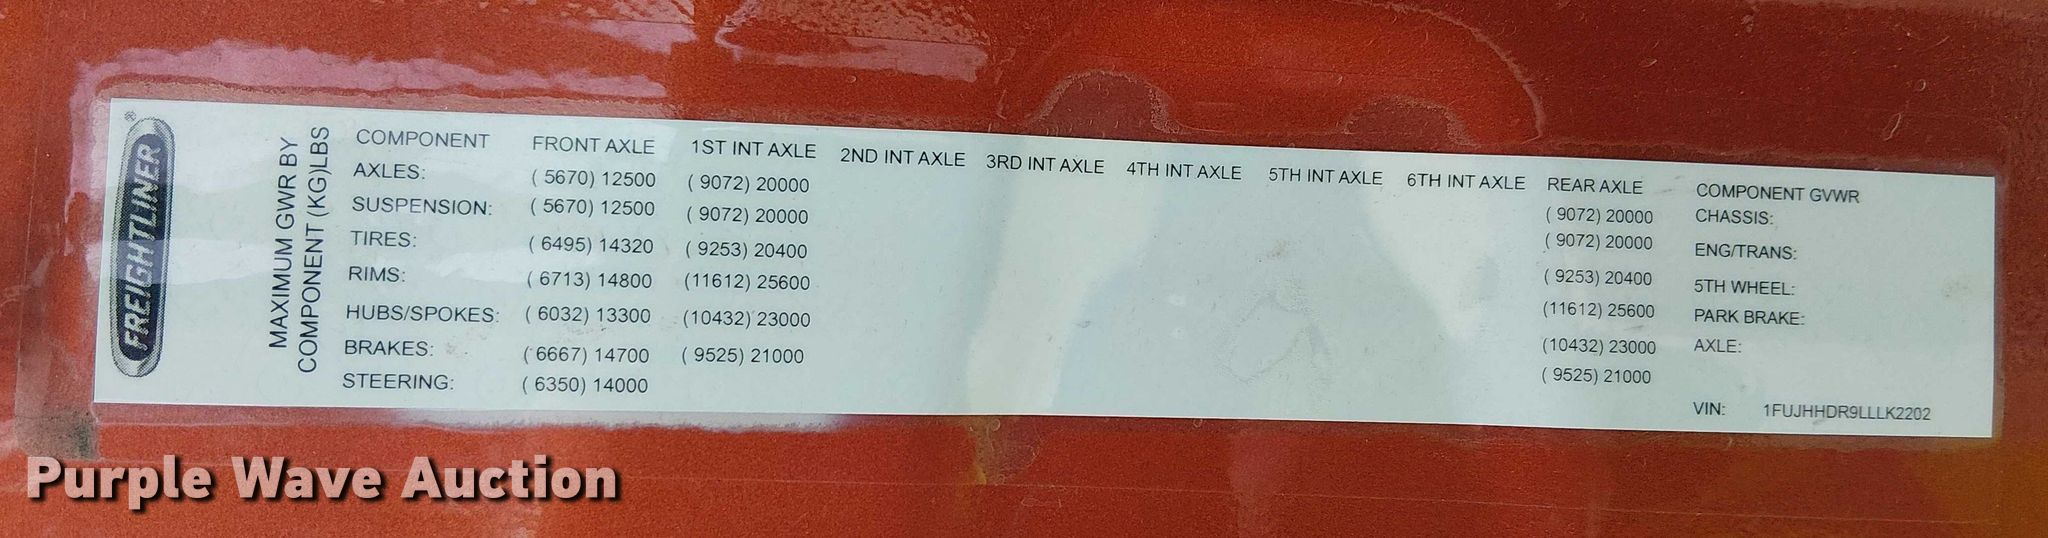 FREIGHTLINER®
MAXIMUM GWR BY
COMPONENT (KG)LBS
COMPONENT FRONT AXLE 1ST INT AXLE 2ND INT AXLE 3RD INT AXLE 4TH INT AXLE 5TH INT AXLE 6TH INT AXLE REAR AXLE COMPONENT GVWR
AXLES: ( 5670) 12500 ( 9072) 20000 ( 9072) 20000 CHASSIS:
SUSPENSION: ( 5670) 12500 ( 9072) 20000 ( 9072) 20000 ENG/TRANS:
TIRES: ( 6495) 14320 ( 9253) 20400 ( 9253) 20400 5TH WHEEL:
RIMS: ( 6713) 14800 (11612) 25600 (11612) 25600 PARK BRAKE:
HUBS/SPOKES: ( 6032) 13300 (10432) 23000 (10432) 23000 AXLE:
BRAKES: ( 6667) 14700 ( 9525) 21000 ( 9525) 21000
STEERING: ( 6350) 14000
VIN: 1FUJHHDR9LLLK2202
Purple Wave Auction